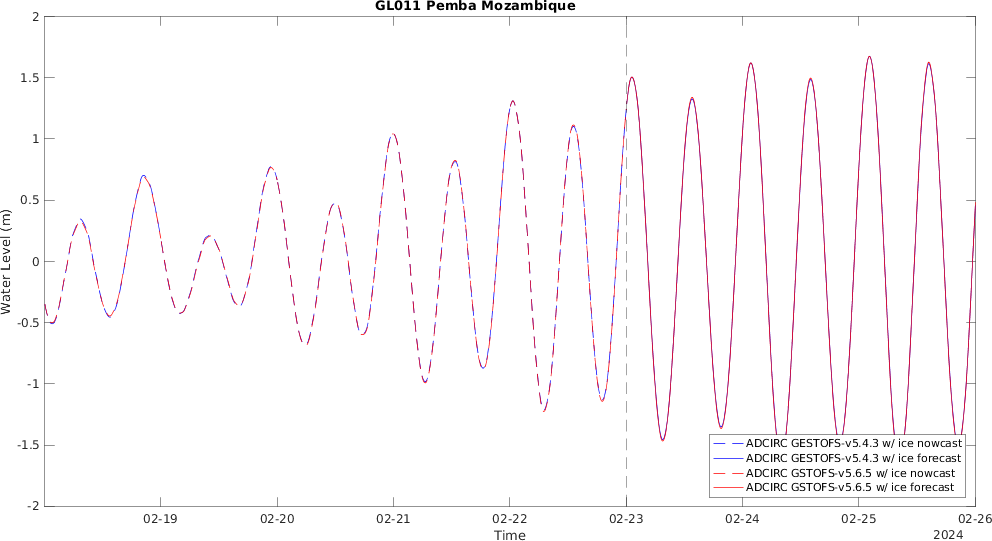 GL011 Pemba Mozambique
2
1.5
1
0.5
0
-0.5
-1
-1.5
-2
Water Level (m)
ADCIRC GESTOFS-v5.4.3 w/ ice nowcast
ADCIRC GESTOFS-v5.4.3 w/ ice forecast
ADCIRC GSTOFS-v5.6.5 w/ ice nowcast
ADCIRC GSTOFS-v5.6.5 w/ ice forecast
02-19 02-20 02-21 02-22 02-23 02-24 02-25 02-26
Time
2024